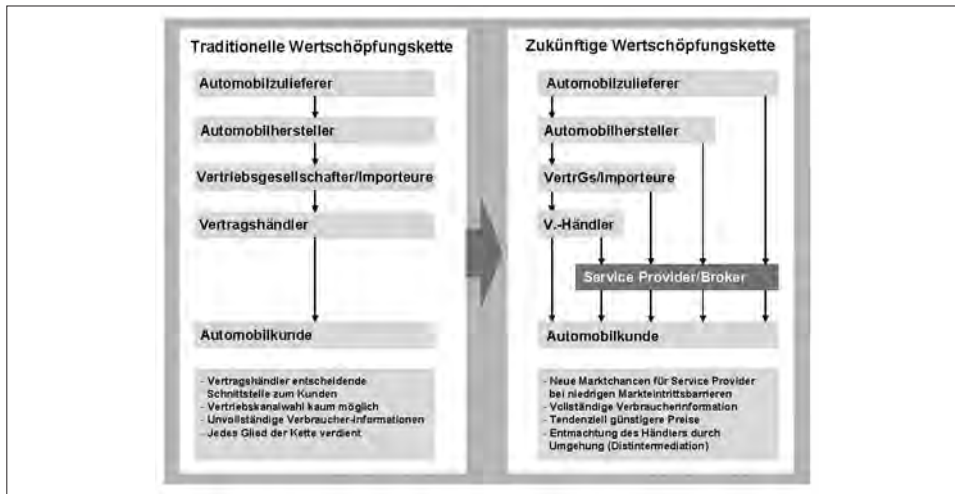 Traditionelle Wertschöpfungskette
Automobilzulieferer
Automobilhersteller
Vertriebsgesellschafter/Importeure
Vertragshändler
Automobilkunde
- Vertragshändler entscheidende
Schnittstelle zum Kunden
- Vertriebskanalwahl kaum möglich
- Unvollständige Verbraucher-informationen
- Jedes Glied der Kette verdient
Zukünftige Wertschöpfungskette
Automobilzulieferer
Automobilhersteller
VertrGs/Importeure
V.-Händler
Service Provider/Broker
Automobilkunde
- Neue Marktchancen für Service Provider
bei niedrigen Markteintrittsbarrieren
- Vollständige Verbraucherinformation
- Tendenziell günstigere Preise
- Entmachtung des Händlers durch
Umgehung (Distintermediation)